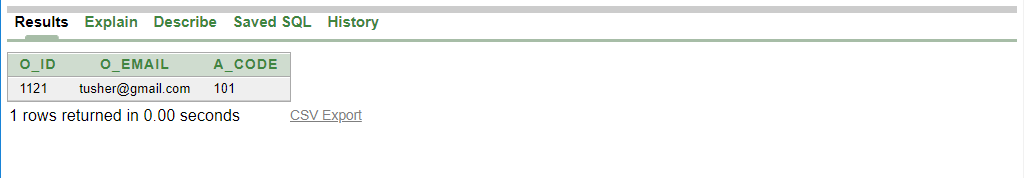 Results Explain Describe Saved SQL History
O_ID O_EMAIL A_CODE
1121 tusher@gmail.com 101
1 rows returned in 0.00 seconds CSV Export